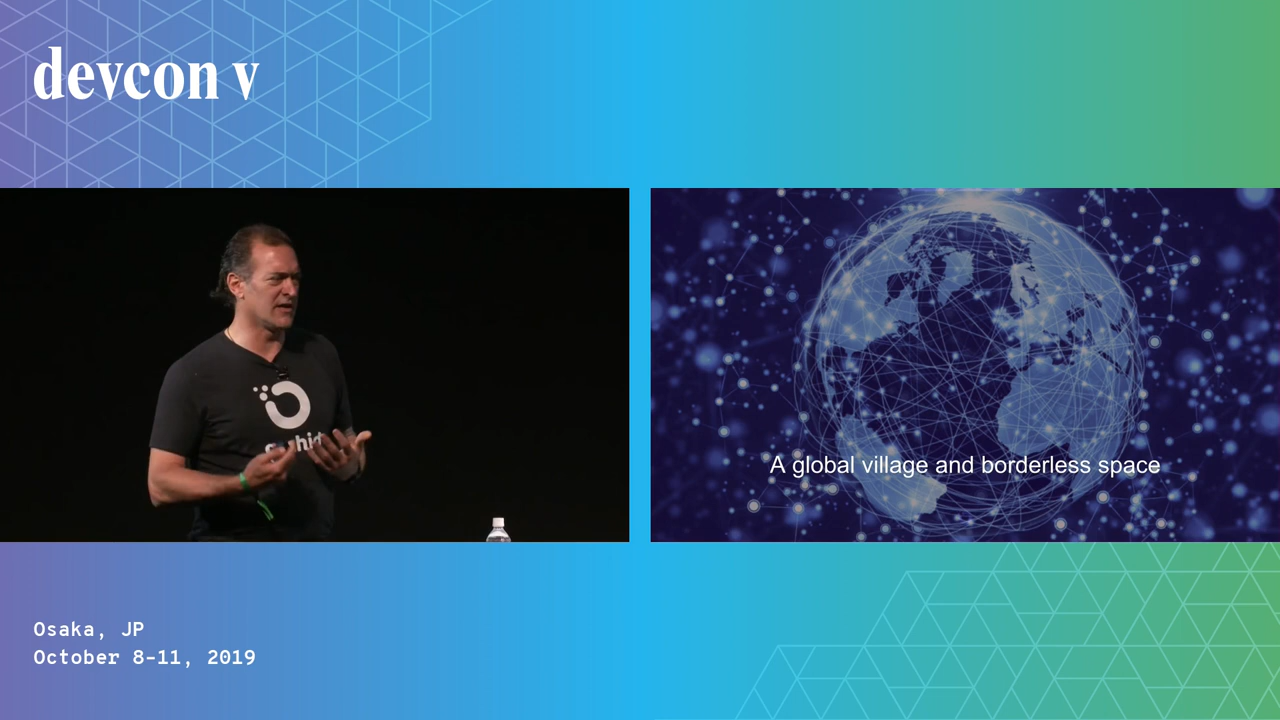 devcon v
A global village and borderless space
Osaka, JP
October 8-11, 2019